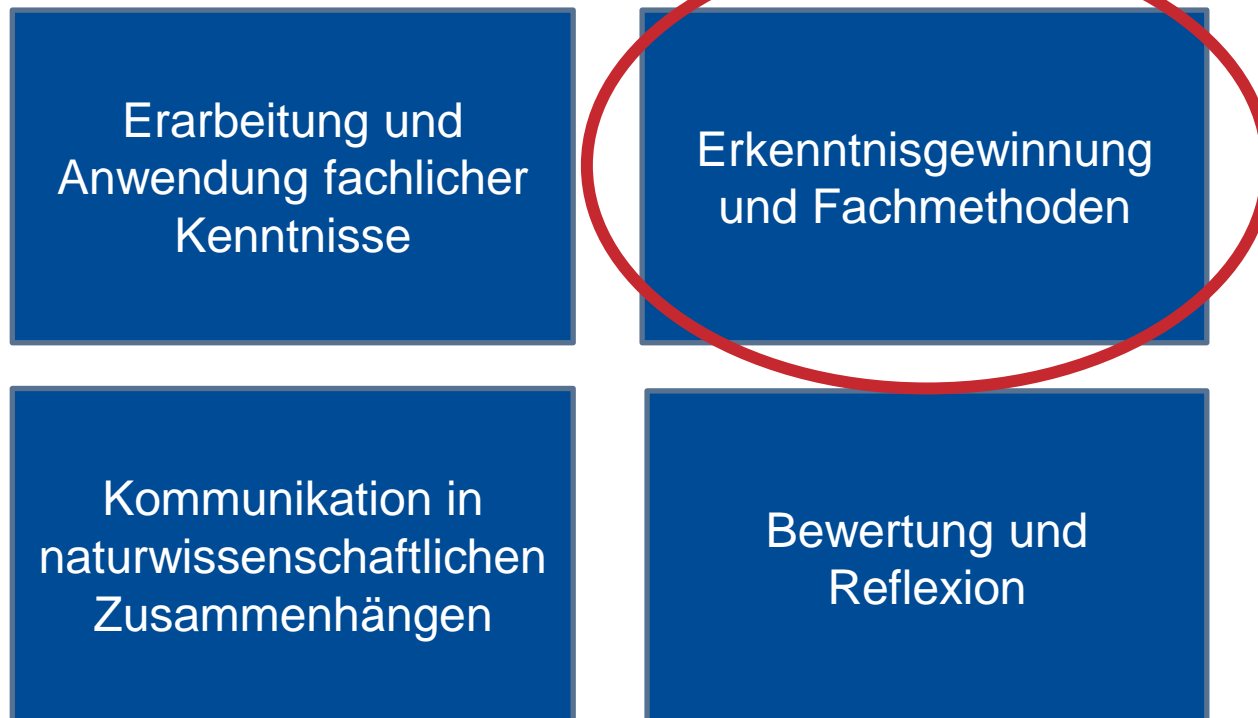 Erarbeitung und
Anwendung fachlicher
Kenntnisse
Erkenntnisgewinnung
und Fachmethoden
Kommunikation in
naturwissenschaftlichen
Zusammenhängen
Bewertung und
Reflexion